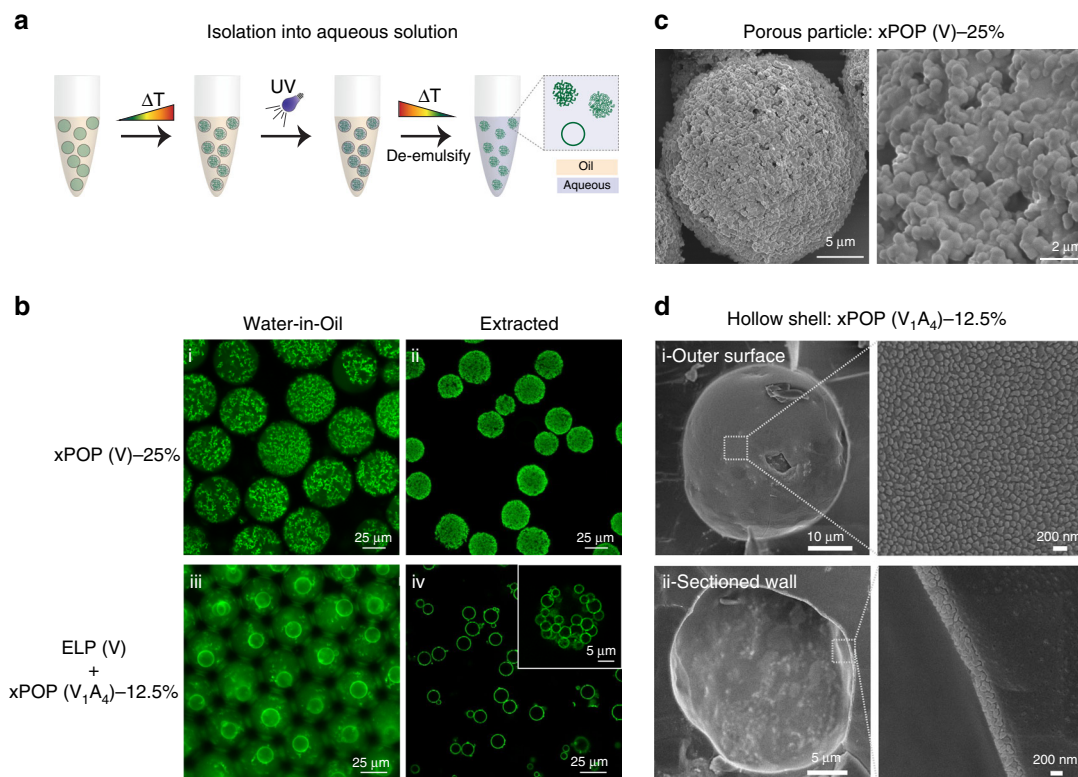 a
Isolation into aqueous solution
ΔT
UV
ΔT
De-emulsify
Oil
Aqueous
b
Water-in-Oil
Extracted
xPOP (V)–25%
i
25 μm
ii
25 μm
ELP (V)
+
xPOP (V₁A₄)–12.5%
iii
25 μm
iv
5 μm
25 μm
c
Porous particle: xPOP (V)–25%
5 μm
2 μm
d
Hollow shell: xPOP (V₁A₄)–12.5%
i-Outer surface
10 μm
200 nm
ii-Sectioned wall
5 μm
200 nm